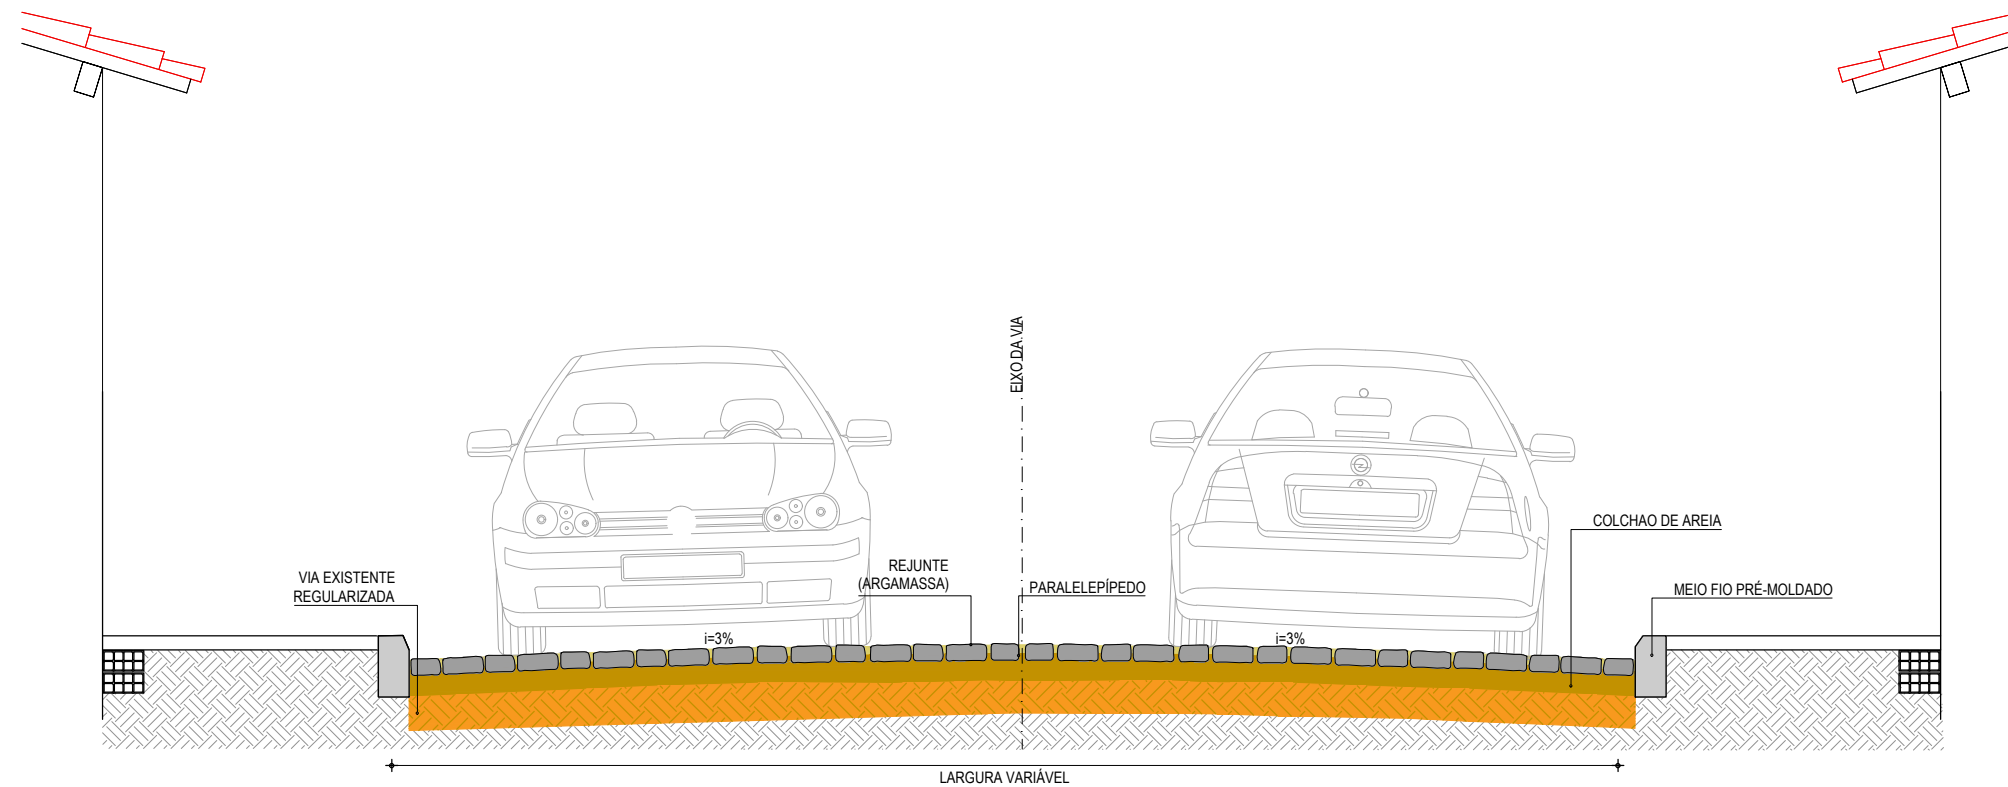 EIXO DA VIA
COLCHAO DE AREIA
VIA EXISTENTE
REGULARIZADA
REJUNTE
(ARGAMASSA)
PARALELEPÍPEDO
MEIO FIO PRÉ-MOLDADO
i=3%
i=3%
LARGURA VARIÁVEL